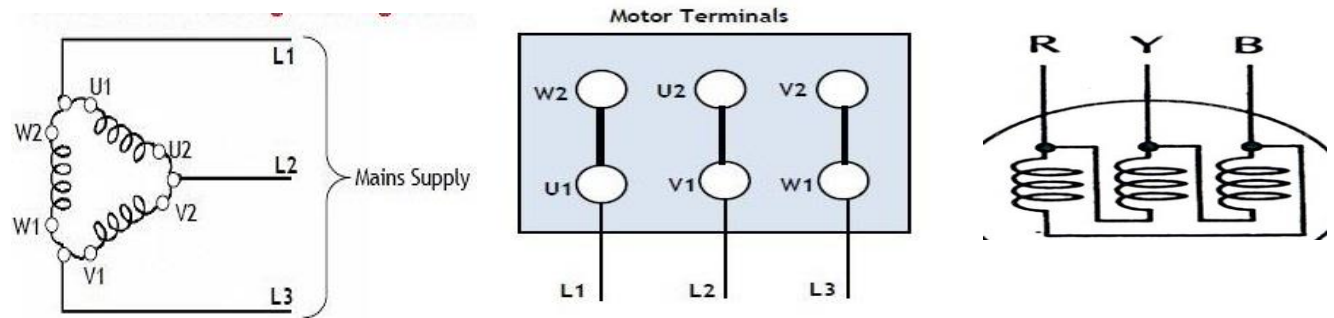 L1
U1
W2
U2
L2
Mains Supply
W1
V2
V1
L3
Motor Terminals
W2 U2 V2
U1 V1 W1
L1 L2 L3
R Y B